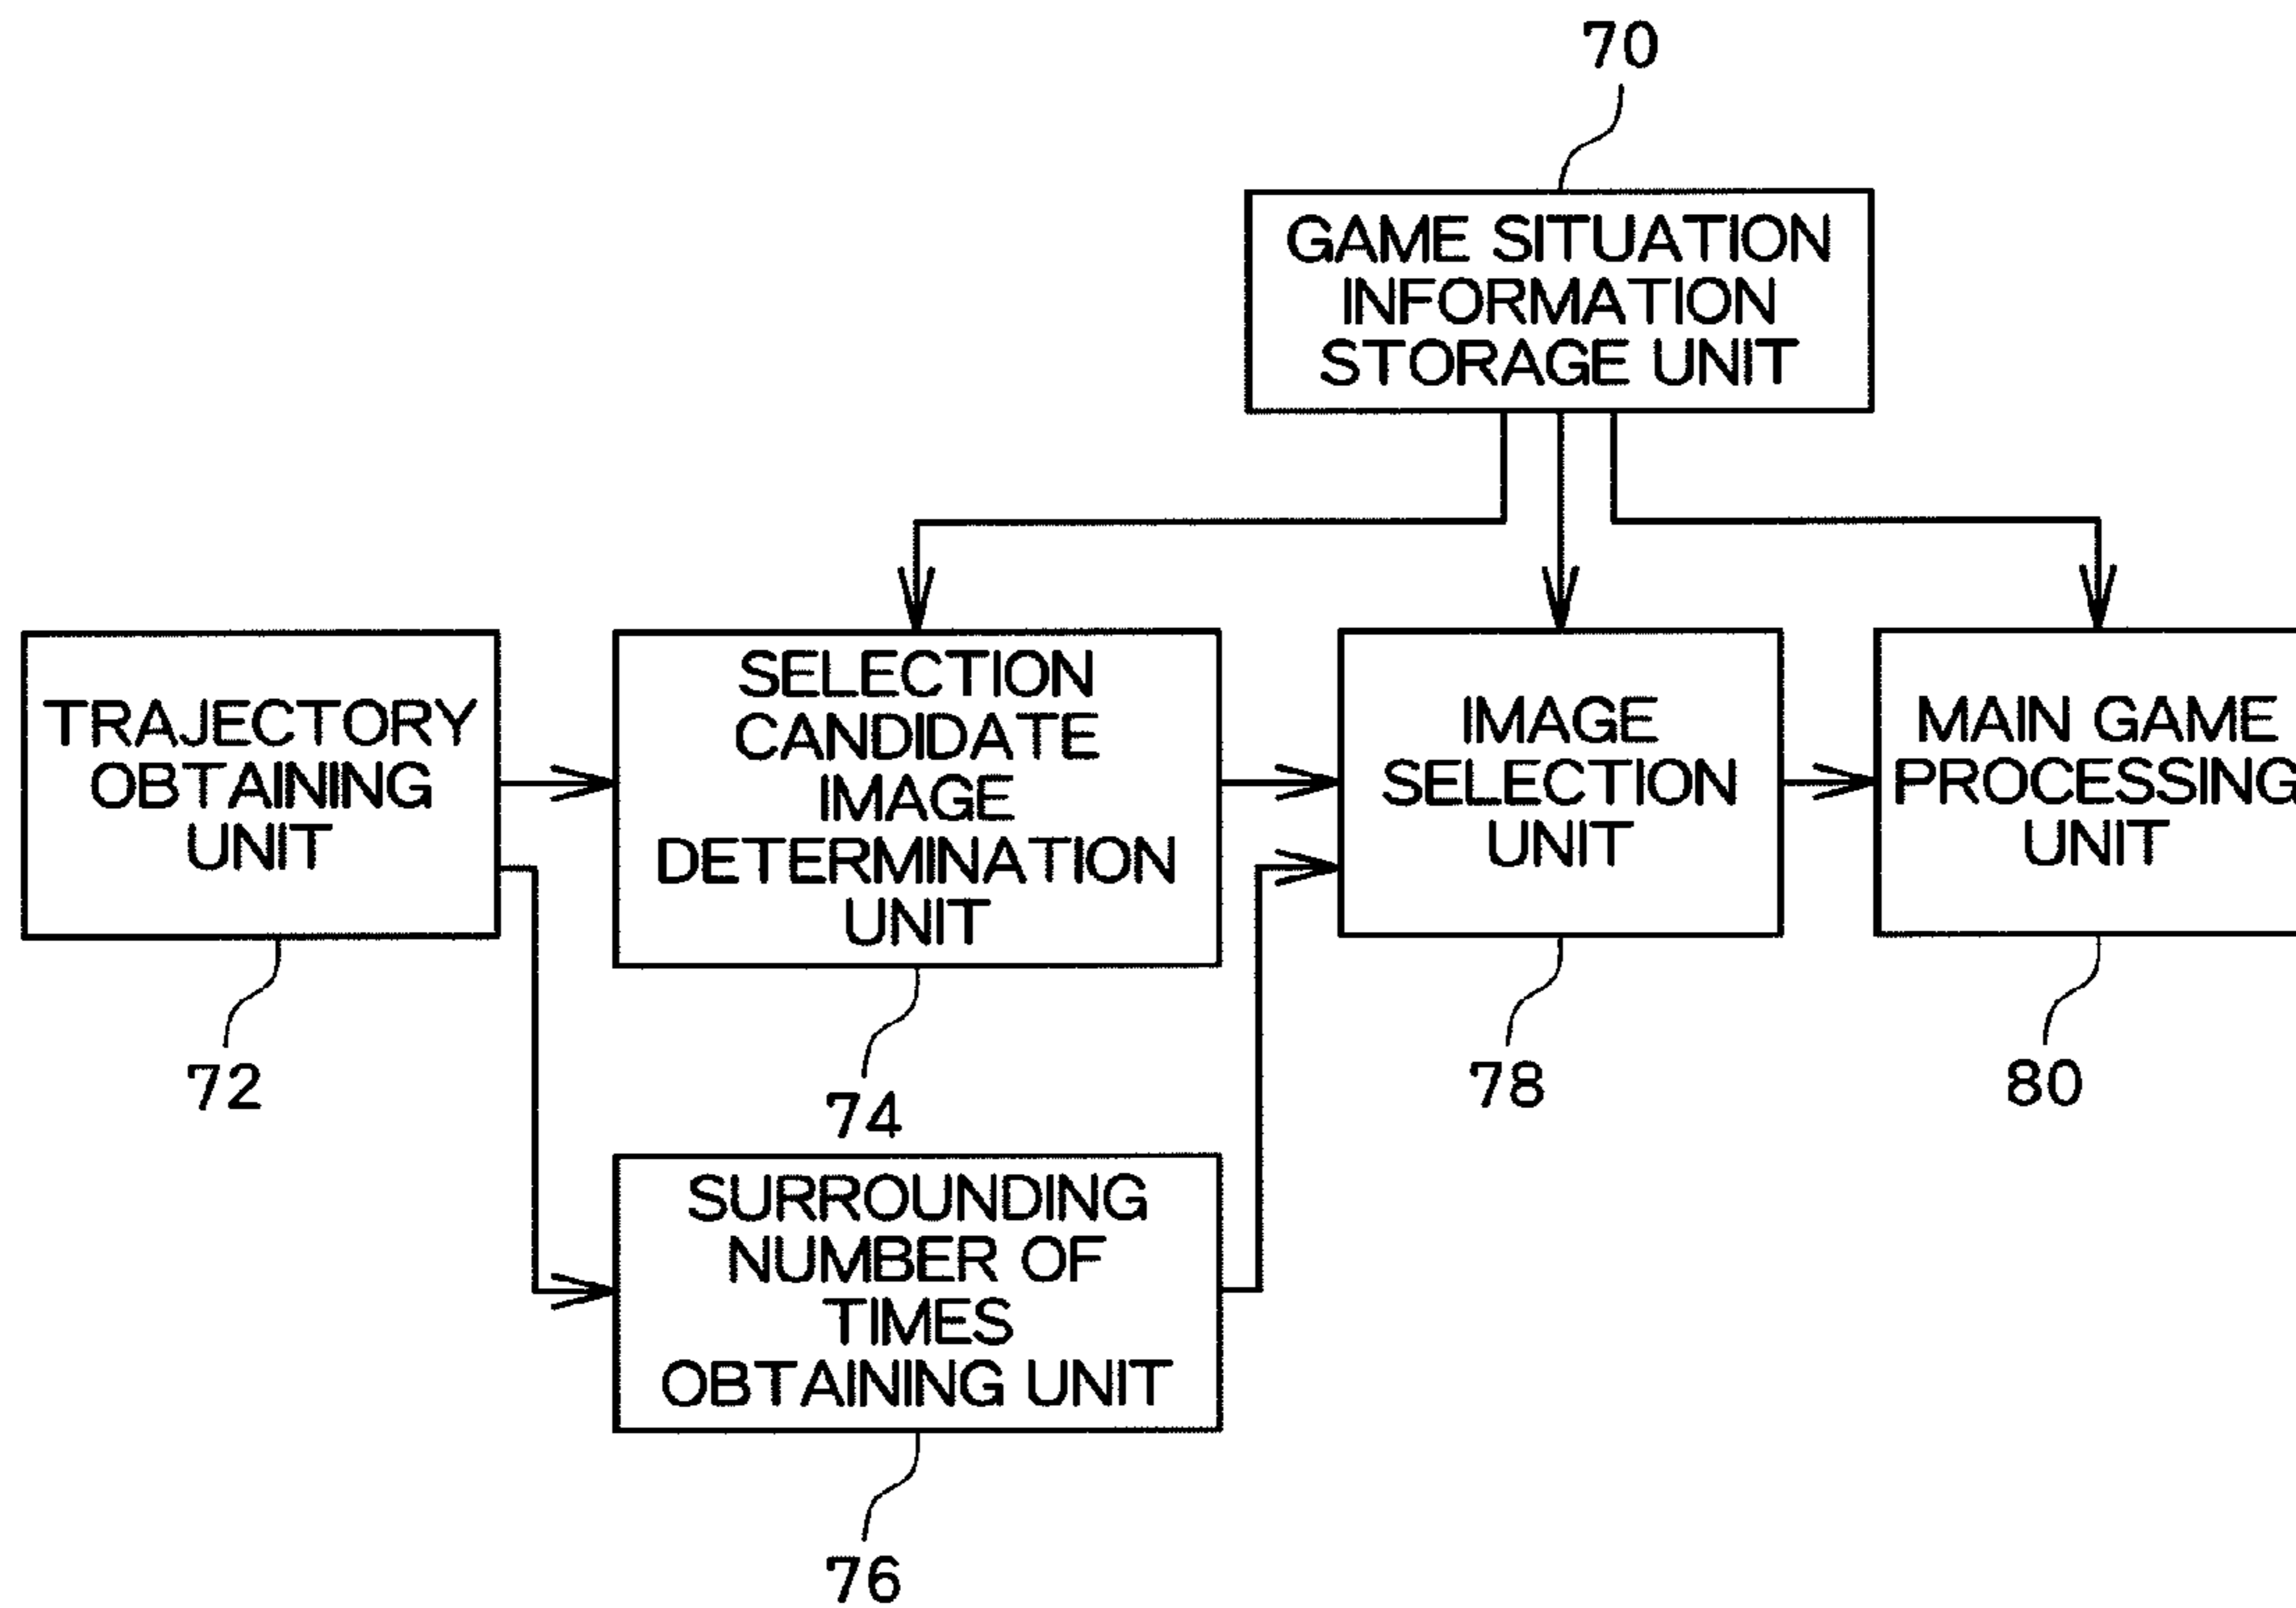 70
GAME SITUATION
INFORMATION
STORAGE UNIT
TRAJECTORY
OBTAINING
UNIT
72
SELECTION
CANDIDATE
IMAGE
DETERMINATION
UNIT
74
IMAGE
SELECTION
UNIT
78
MAIN GAME
PROCESSING
UNIT
80
SURROUNDING
NUMBER OF
TIMES
OBTAINING UNIT
76